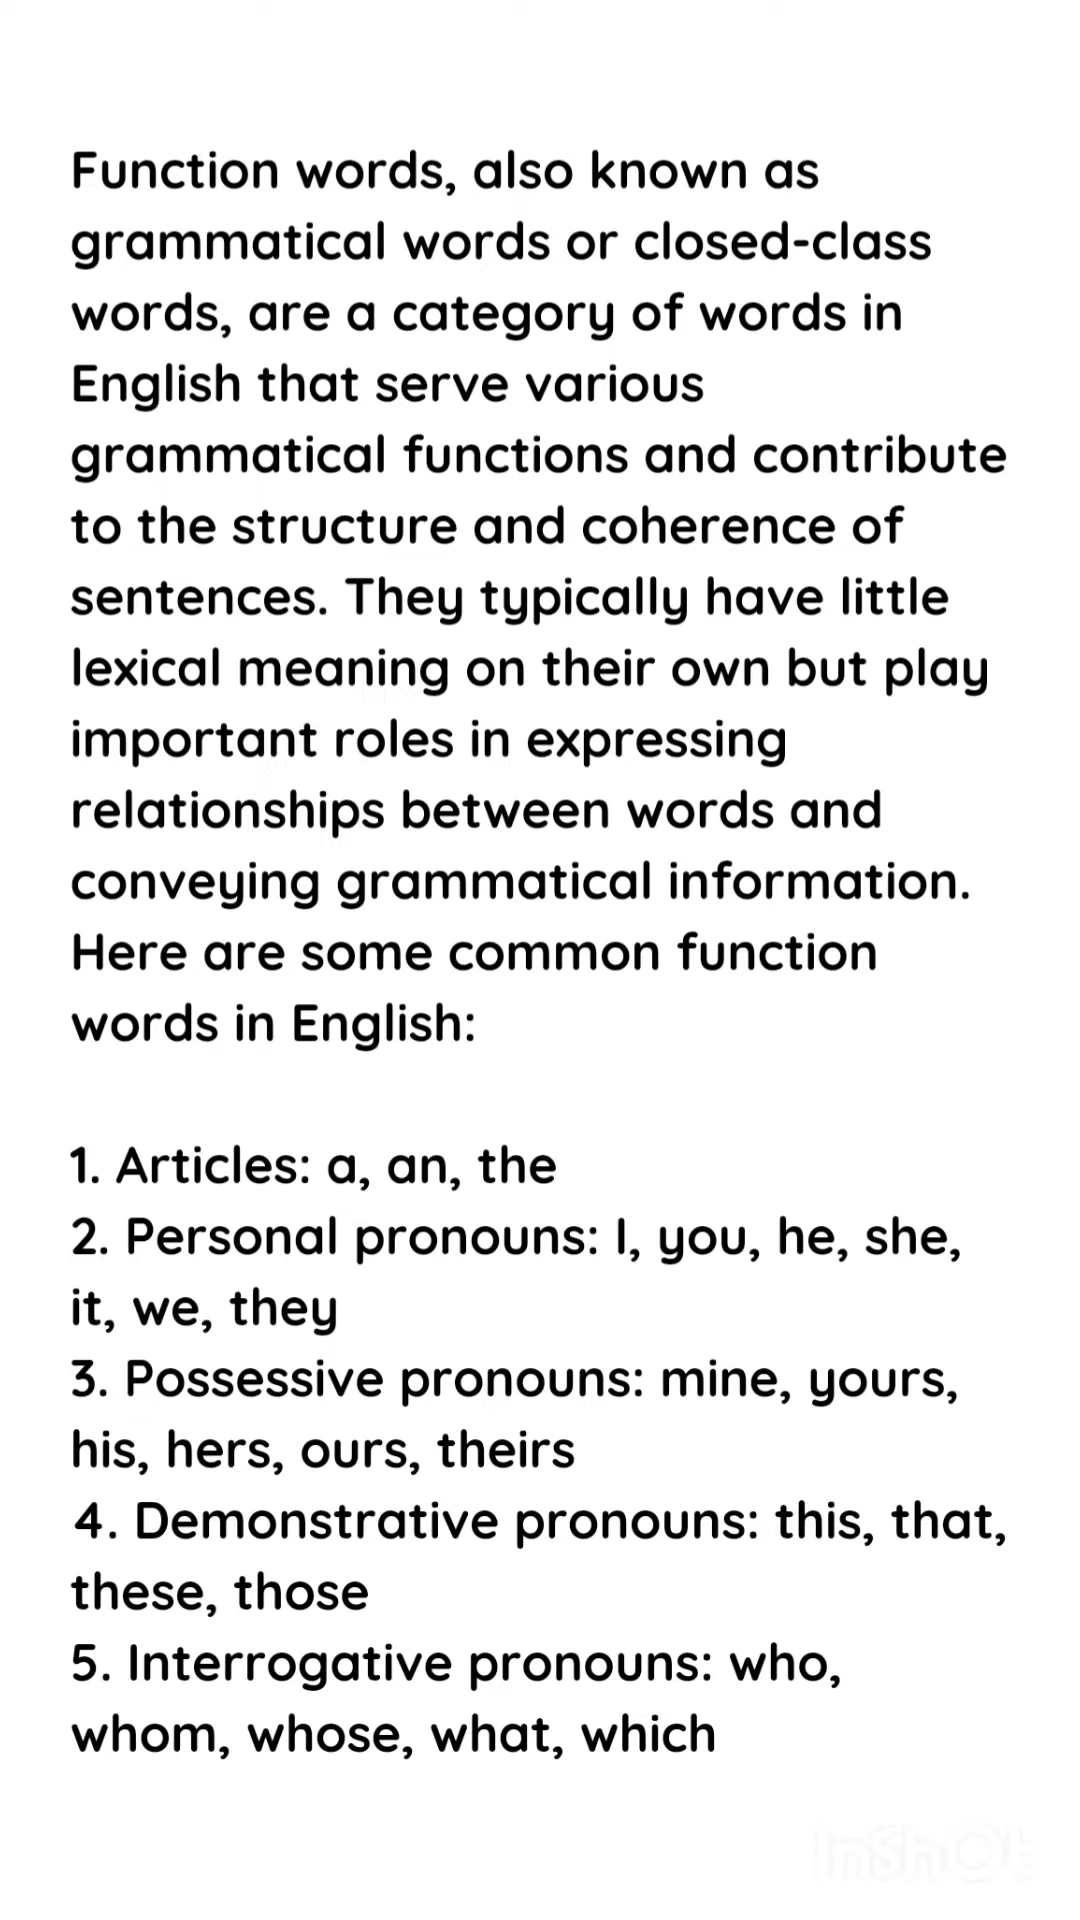 Function words, also known as
grammatical words or closed-class
words, are a category of words in
English that serve various
grammatical functions and contribute
to the structure and coherence of
sentences. They typically have little
lexical meaning on their own but play
important roles in expressing
relationships between words and
conveying grammatical information.
Here are some common function
words in English:
1. Articles: a, an, the
2. Personal pronouns: I, you, he, she,
it, we, they
3. Possessive pronouns: mine, yours,
his, hers, ours, theirs
4. Demonstrative pronouns: this, that,
these, those
5. Interrogative pronouns: who,
whom, whose, what, which
InShOt